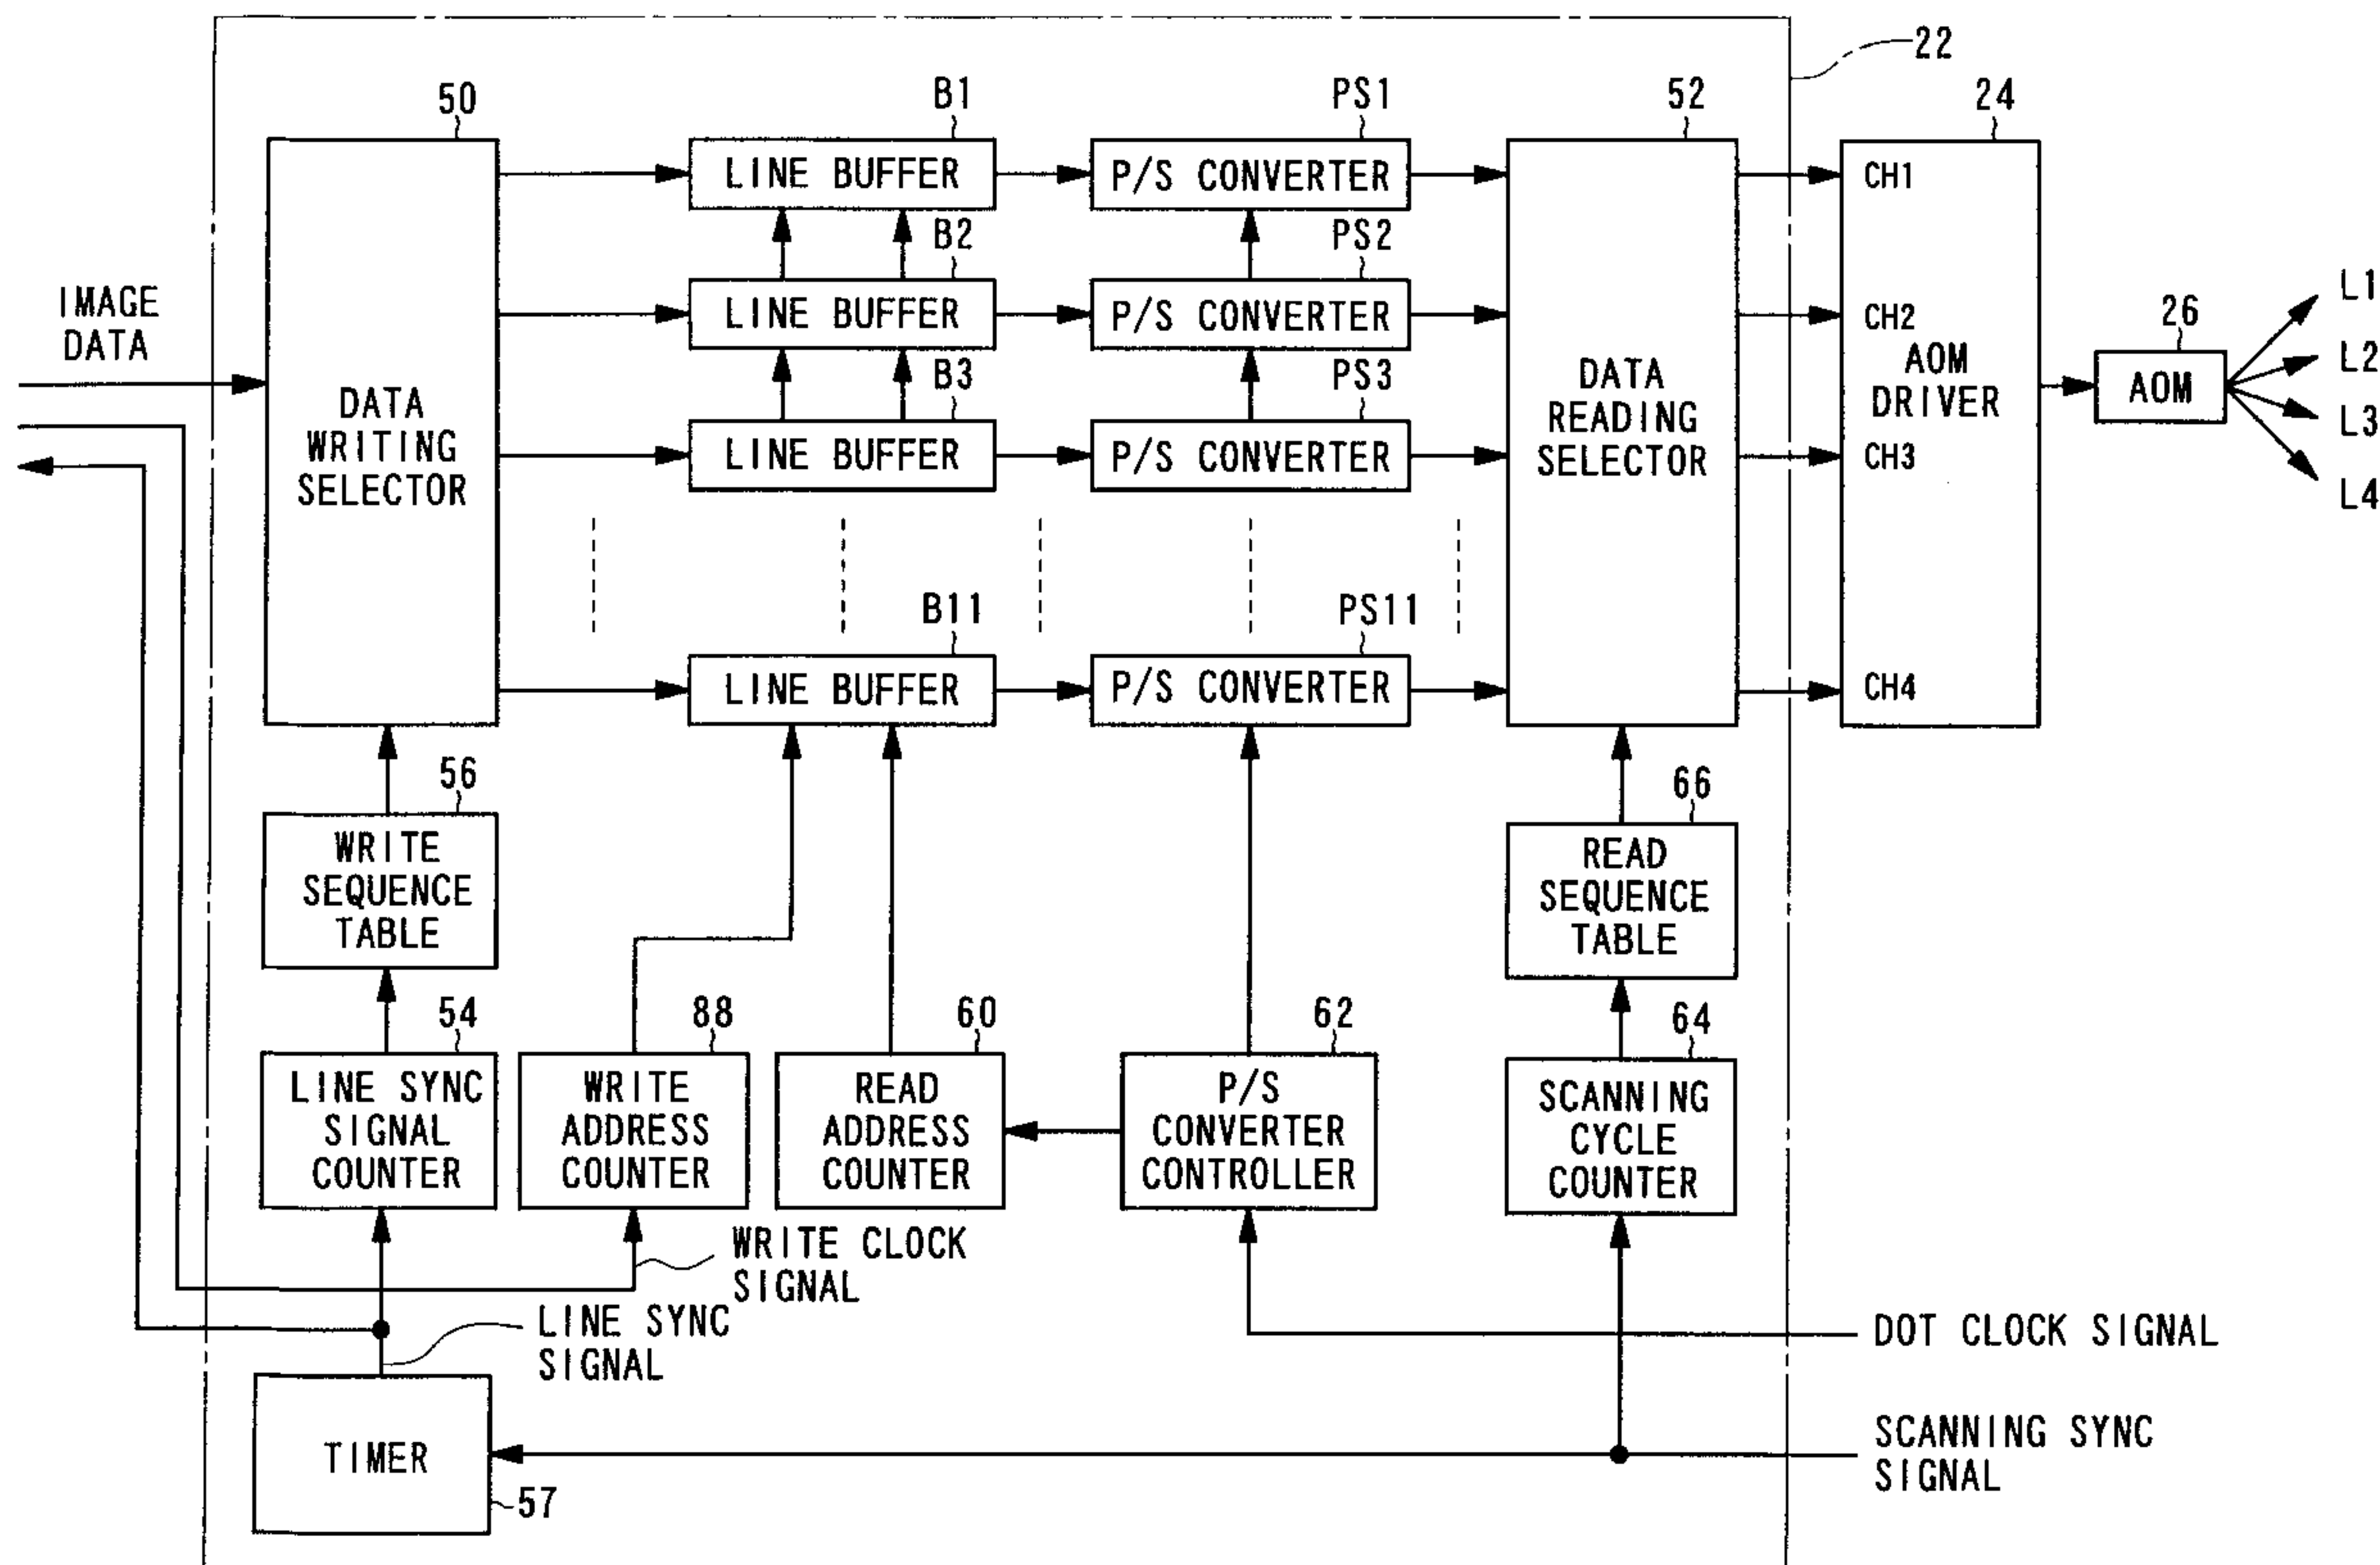 22
50
B1
PS1
52
24
LINE BUFFER
P/S CONVERTER
CH1
B2
PS2
IMAGE
DATA
LINE BUFFER
P/S CONVERTER
CH2
26
L1
B3
PS3
DATA
WRITING
SELECTOR
DATA
READING
SELECTOR
AOM
DRIVER
AOM
L2
L3
L4
LINE BUFFER
P/S CONVERTER
CH3
B11
PS11
LINE BUFFER
P/S CONVERTER
CH4
56
66
WRITE
SEQUENCE
TABLE
READ
SEQUENCE
TABLE
54
88
60
62
64
LINE SYNC
SIGNAL
COUNTER
WRITE
ADDRESS
COUNTER
READ
ADDRESS
COUNTER
P/S
CONVERTER
CONTROLLER
SCANNING
CYCLE
COUNTER
WRITE CLOCK
SIGNAL
LINE SYNC
SIGNAL
DOT CLOCK SIGNAL
TIMER
57
SCANNING SYNC
SIGNAL